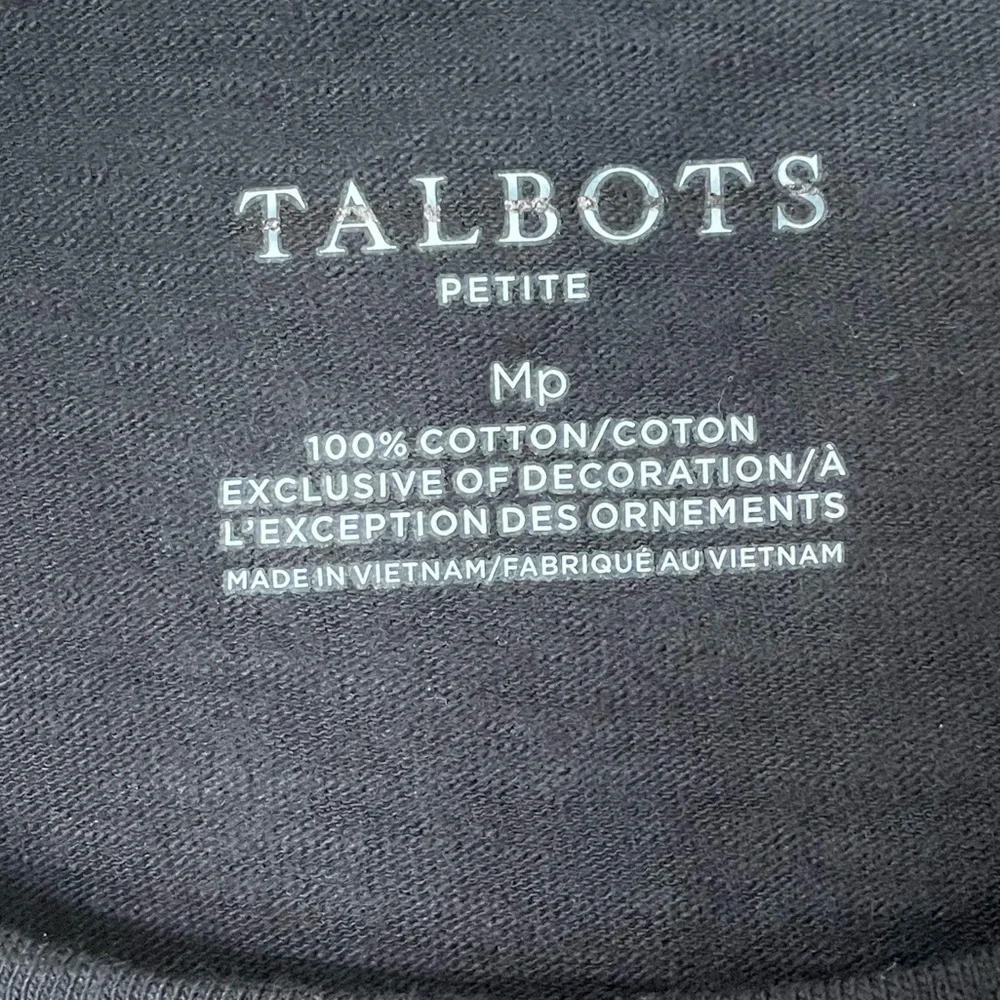 TALBOTS
PETITE
Mp
100% COTTON/COTON
EXCLUSIVE OF DECORATION/À
L'EXCEPTION DES ORNEMENTS
MADE IN VIETNAM/FABRIQUÉ AU VIETNAM